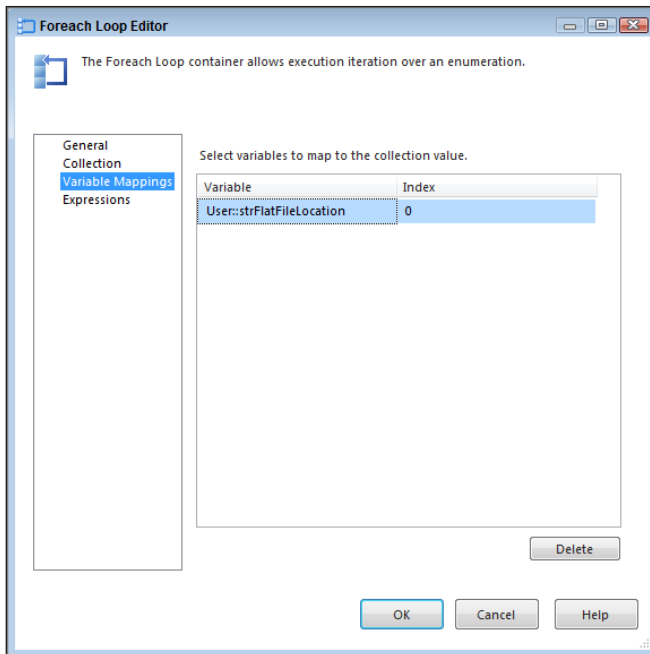 Foreach Loop Editor
The Foreach Loop container allows execution iteration over an enumeration.
General
Collection
Variable Mappings
Expressions
Select variables to map to the collection value.
Variable Index
User::strFlatFileLocation 0
Delete
OK Cancel Help